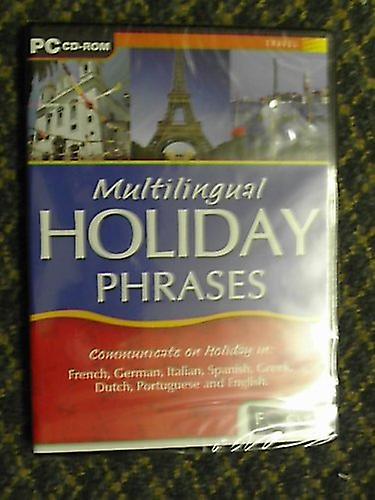 PC CD-ROM
TRAVEL
Multilingual
HOLIDAY
PHRASES
Communicate on Holiday in:
French, German, Italian, Spanish, Greek,
Dutch, Portuguese and English.